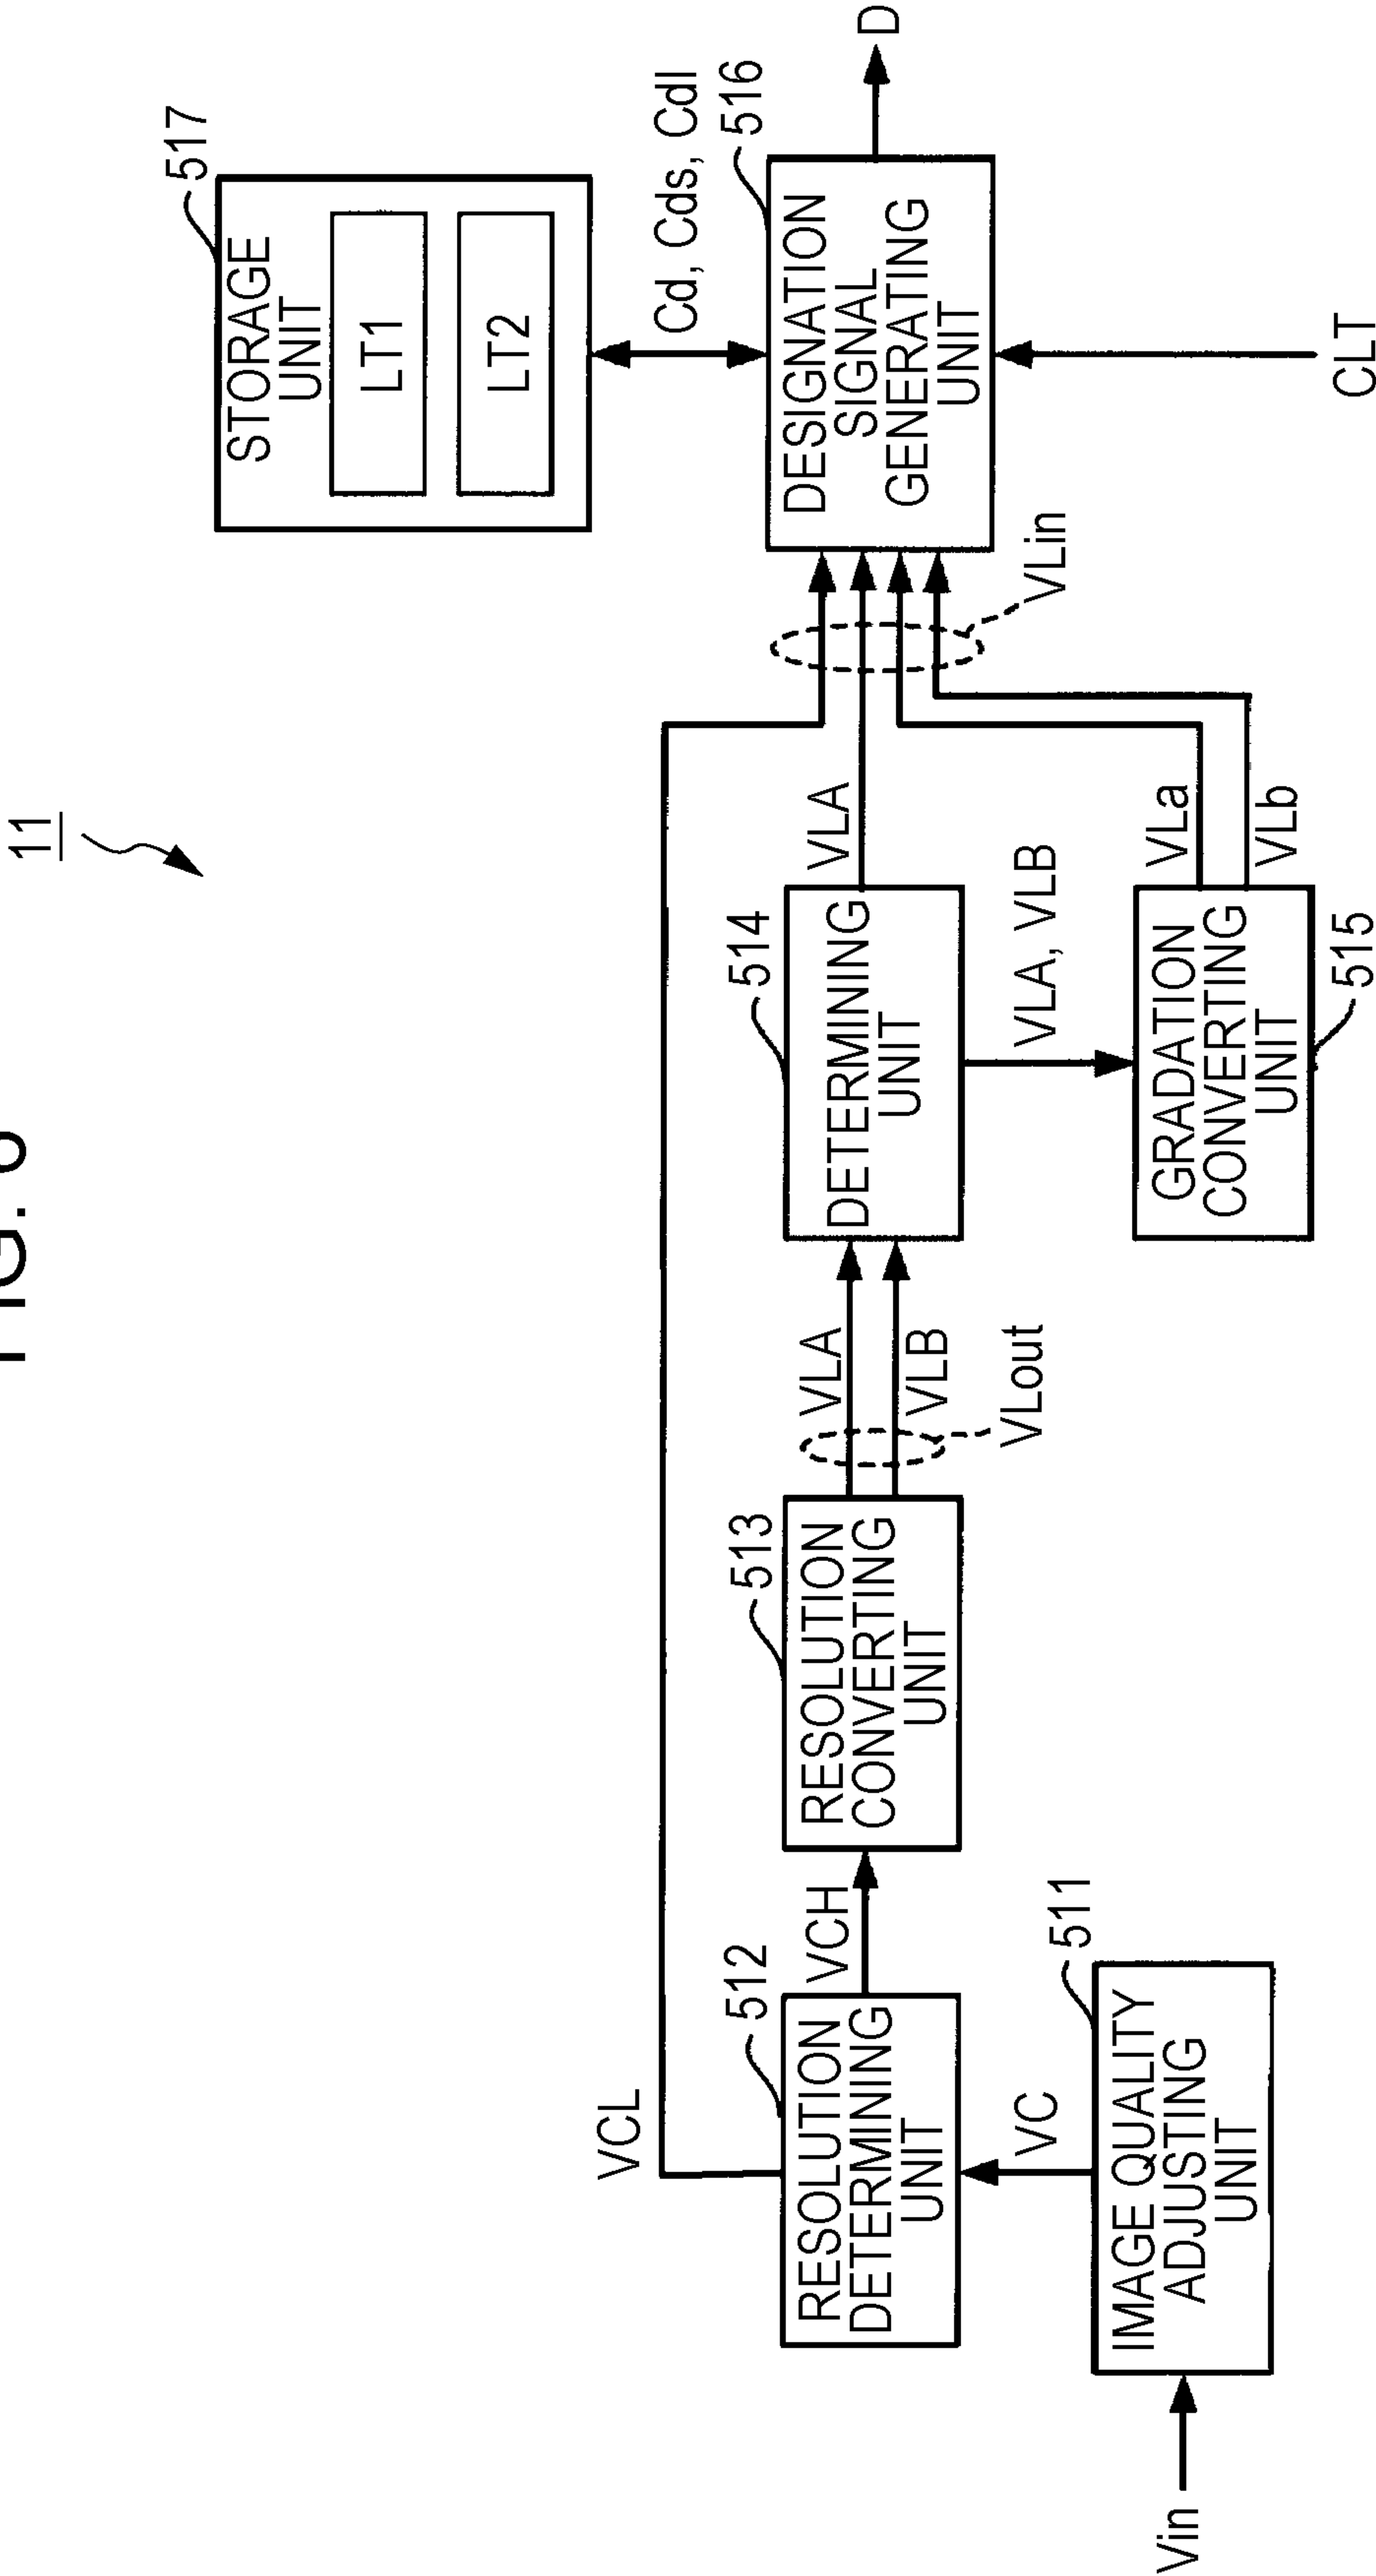 FIG.
11
517
STORAGE
UNIT
LT1
LT2
VCL
Cd, Cds, Cdl
512
513
514
516
RESOLUTION
DETERMINING
UNIT
VCH
RESOLUTION
CONVERTING
UNIT
VLA
VLB
VLout
DETERMINING
UNIT
VLA
DESIGNATION
SIGNAL
GENERATING
UNIT
D
VLin
VC
511
VLA, VLB
Vin
IMAGE QUALITY
ADJUSTING
UNIT
GRADATION
CONVERTING
UNIT
515
VLa
VLb
CLT